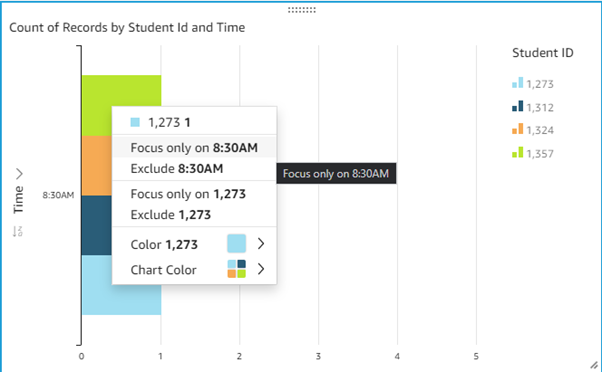 Count of Records by Student Id and Time
Student ID
1,273
1,312
1,324
1,357
Time
8:30AM
1,273 1
Focus only on 8:30AM
Exclude 8:30AM
Focus only on 1,273
Exclude 1,273
Color 1,273
Chart Color
Focus only on 8:30AM
0 1 2 3 4 5